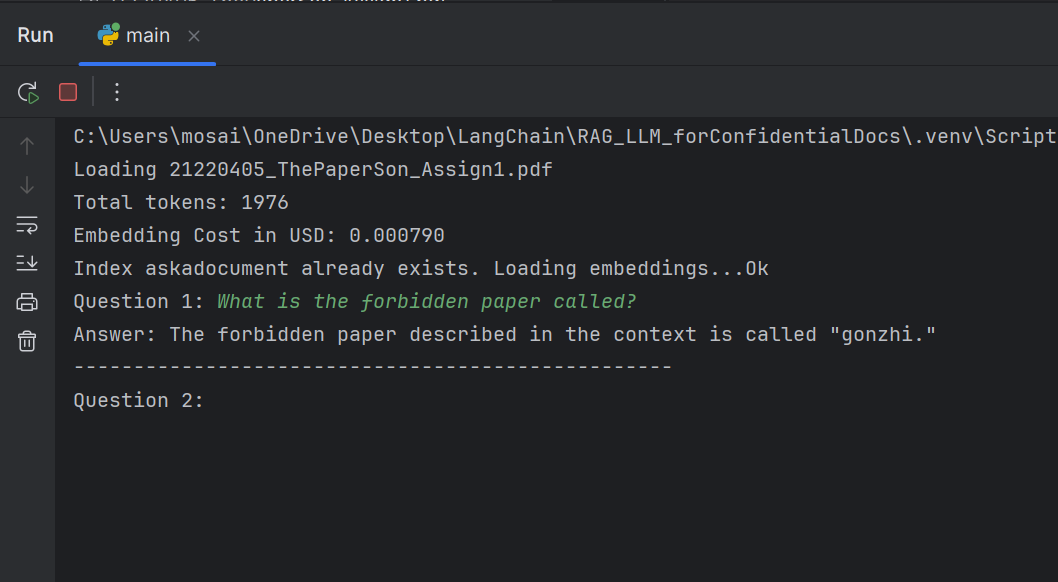 Run main
C:\Users\mosai\OneDrive\Desktop\LangChain\RAG_LLM_forConfidentialDocs\.venv\Script
Loading 21220405_ThePaperSon_Assign1.pdf
Total tokens: 1976
Embedding Cost in USD: 0.000790
Index askadocument already exists. Loading embeddings...Ok
Question 1: What is the forbidden paper called?
Answer: The forbidden paper described in the context is called "gonzhi."
--------------------------------------------------
Question 2: